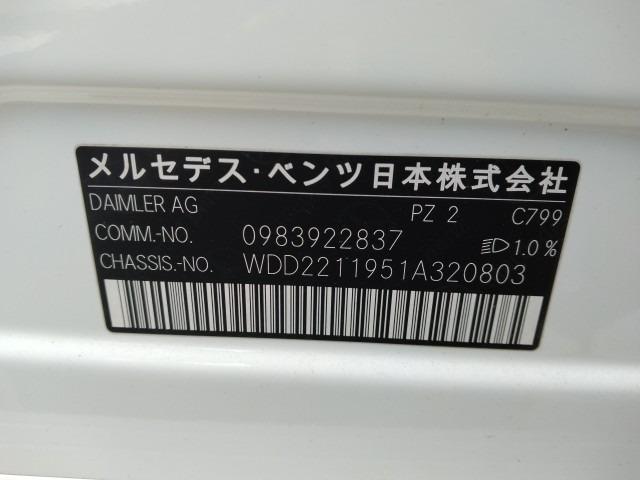 メルセデス・ベンツ日本株式会社
DAIMLER AG PZ 2 C799
COMM.-NO. 0983922837 1.0%
CHASSIS.-NO. WDD2211951A320803